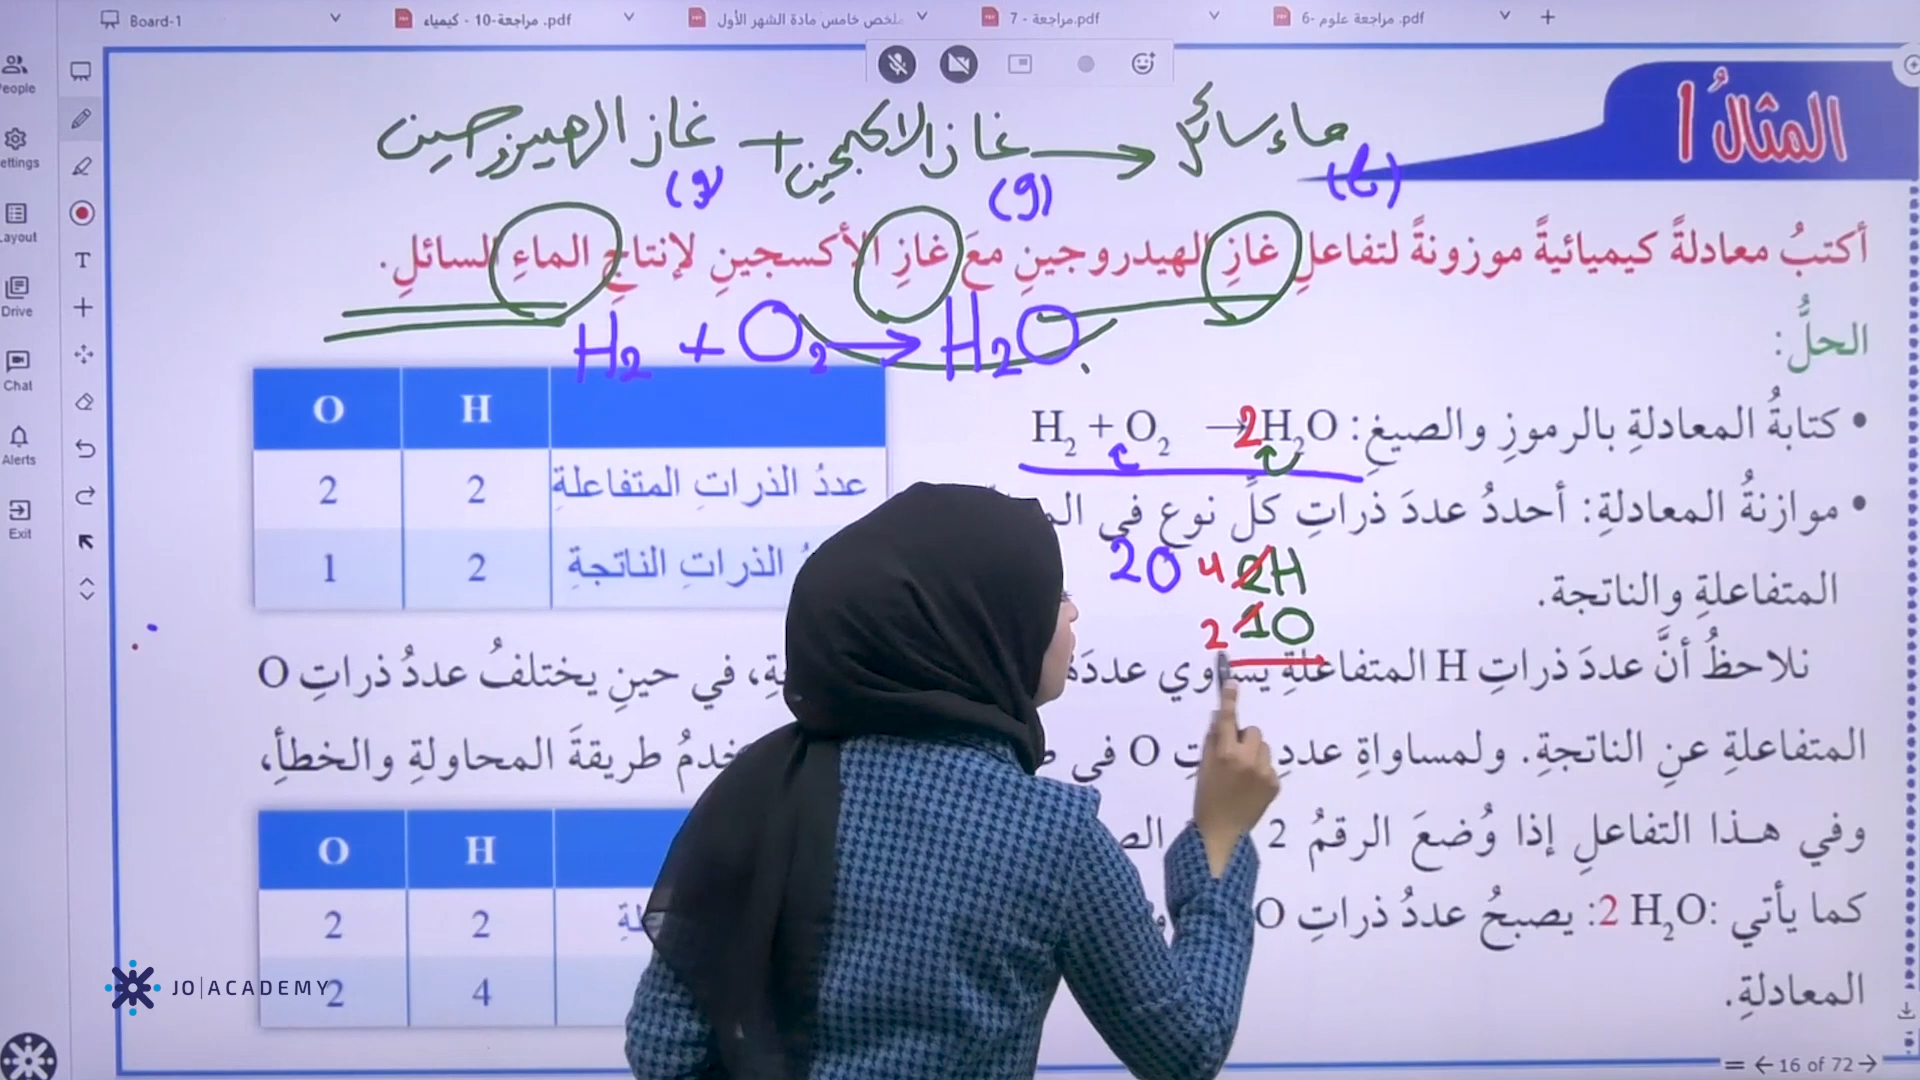 Board-1
مراجعة-10 - كيمياء .pdf
ملخص خامس مادة الشهر الأول
مراجعة - 7.pdf
مراجعة علوم -6 .pdf
People
Settings
Layout
Drive
Chat
Alerts
Exit
T
المثالُ 1
غاز الهيدروجين + غاز الاكسجين → ماء سائل
(g) (g) (l)
أكتبُ معادلةً كيميائيةً موزونةً لتفاعلِ غازِ الهيدروجينِ معَ غازِ الأكسجينِ لإنتاجِ الماءِ السائلِ.
H₂ + O₂ → H₂O
الحلُّ:
• كتابةُ المعادلةِ بالرموزِ والصيغِ: H₂ + O₂ → 2H₂O
• موازنةُ المعادلةِ: أحددُ عددَ ذراتِ كلِّ نوعٍ في
المتفاعلةِ والناتجة.
2O 4 2H
2 1O
O H
2 2 عددُ الذراتِ المتفاعلةِ
1 2 الذراتِ الناتجةِ
نلاحظُ أنَّ عددَ ذراتِ H المتفاعلةِ يساوي عددَ في حينِ يختلفُ عددُ ذراتِ O
المتفاعلةِ عنِ الناتجةِ. ولمساواةِ عددِ O في طريقةَ المحاولةِ والخطأِ،
وفي هذا التفاعلِ إذا وُضعَ الرقمُ 2
كما يأتي: 2 H₂O: يصبحُ عددُ ذراتِ O
المعادلةِ.
O H
2 2
2 4
JO|ACADEMY
16 of 72